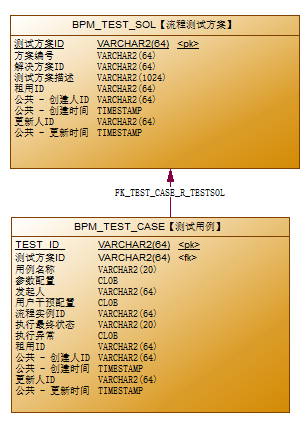 BPM_TEST_SOL【流程测试方案】
测试方案ID VARCHAR2(64) <pk>
方案编号 VARCHAR2(64)
解决方案ID VARCHAR2(64)
测试方案描述 VARCHAR2(1024)
租用ID VARCHAR2(64)
公共 - 创建人ID VARCHAR2(64)
公共 - 创建时间 TIMESTAMP
更新人ID VARCHAR2(64)
公共 - 更新时间 TIMESTAMP
FK_TEST_CASE_R_TESTSOL
BPM_TEST_CASE【测试用例】
TEST_ID VARCHAR2(64) <pk>
测试方案ID VARCHAR2(64) <fk>
用例名称 VARCHAR2(20)
参数配置 CLOB
发起人 VARCHAR2(64)
用户干预配置 CLOB
流程实例ID VARCHAR2(64)
执行最终状态 VARCHAR2(20)
执行异常 CLOB
租用ID VARCHAR2(64)
公共 - 创建人ID VARCHAR2(64)
公共 - 创建时间 TIMESTAMP
更新人ID VARCHAR2(64)
公共 - 更新时间 TIMESTAMP